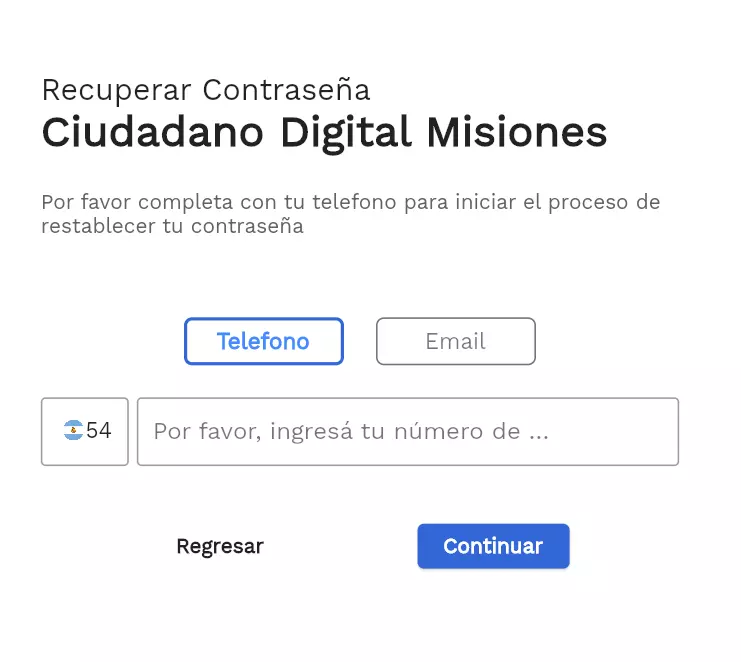 Recuperar Contraseña
Ciudadano Digital Misiones
Por favor completa con tu telefono para iniciar el proceso de
restablecer tu contraseña
Telefono
Email
54
Por favor, ingresá tu número de ...
Regresar
Continuar